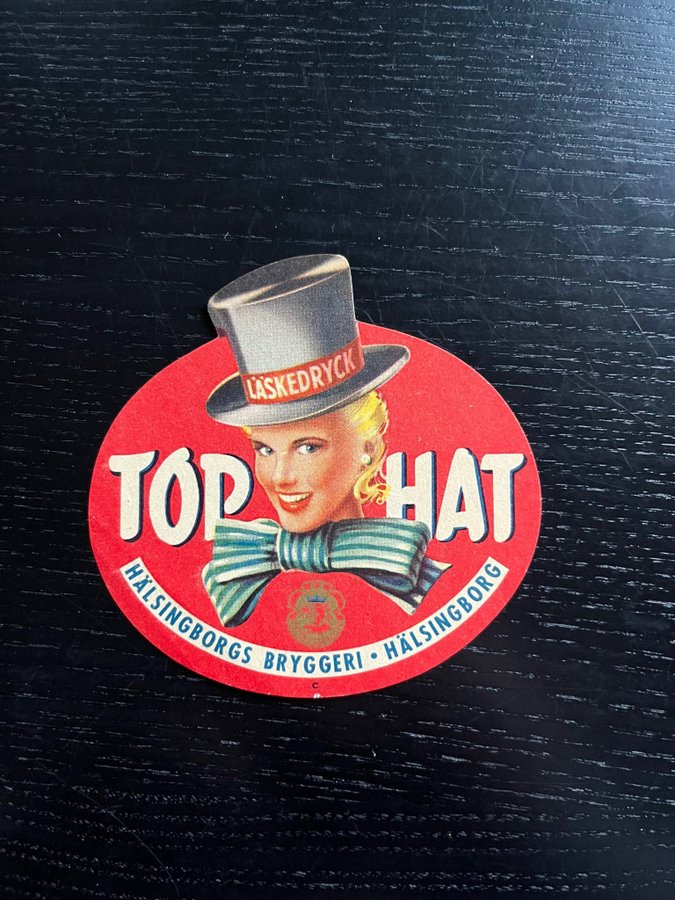 LÄSKEDRYCK
TOP HAT
HÄLSINGBORGS BRYGGERI • HÄLSINGBORG
C